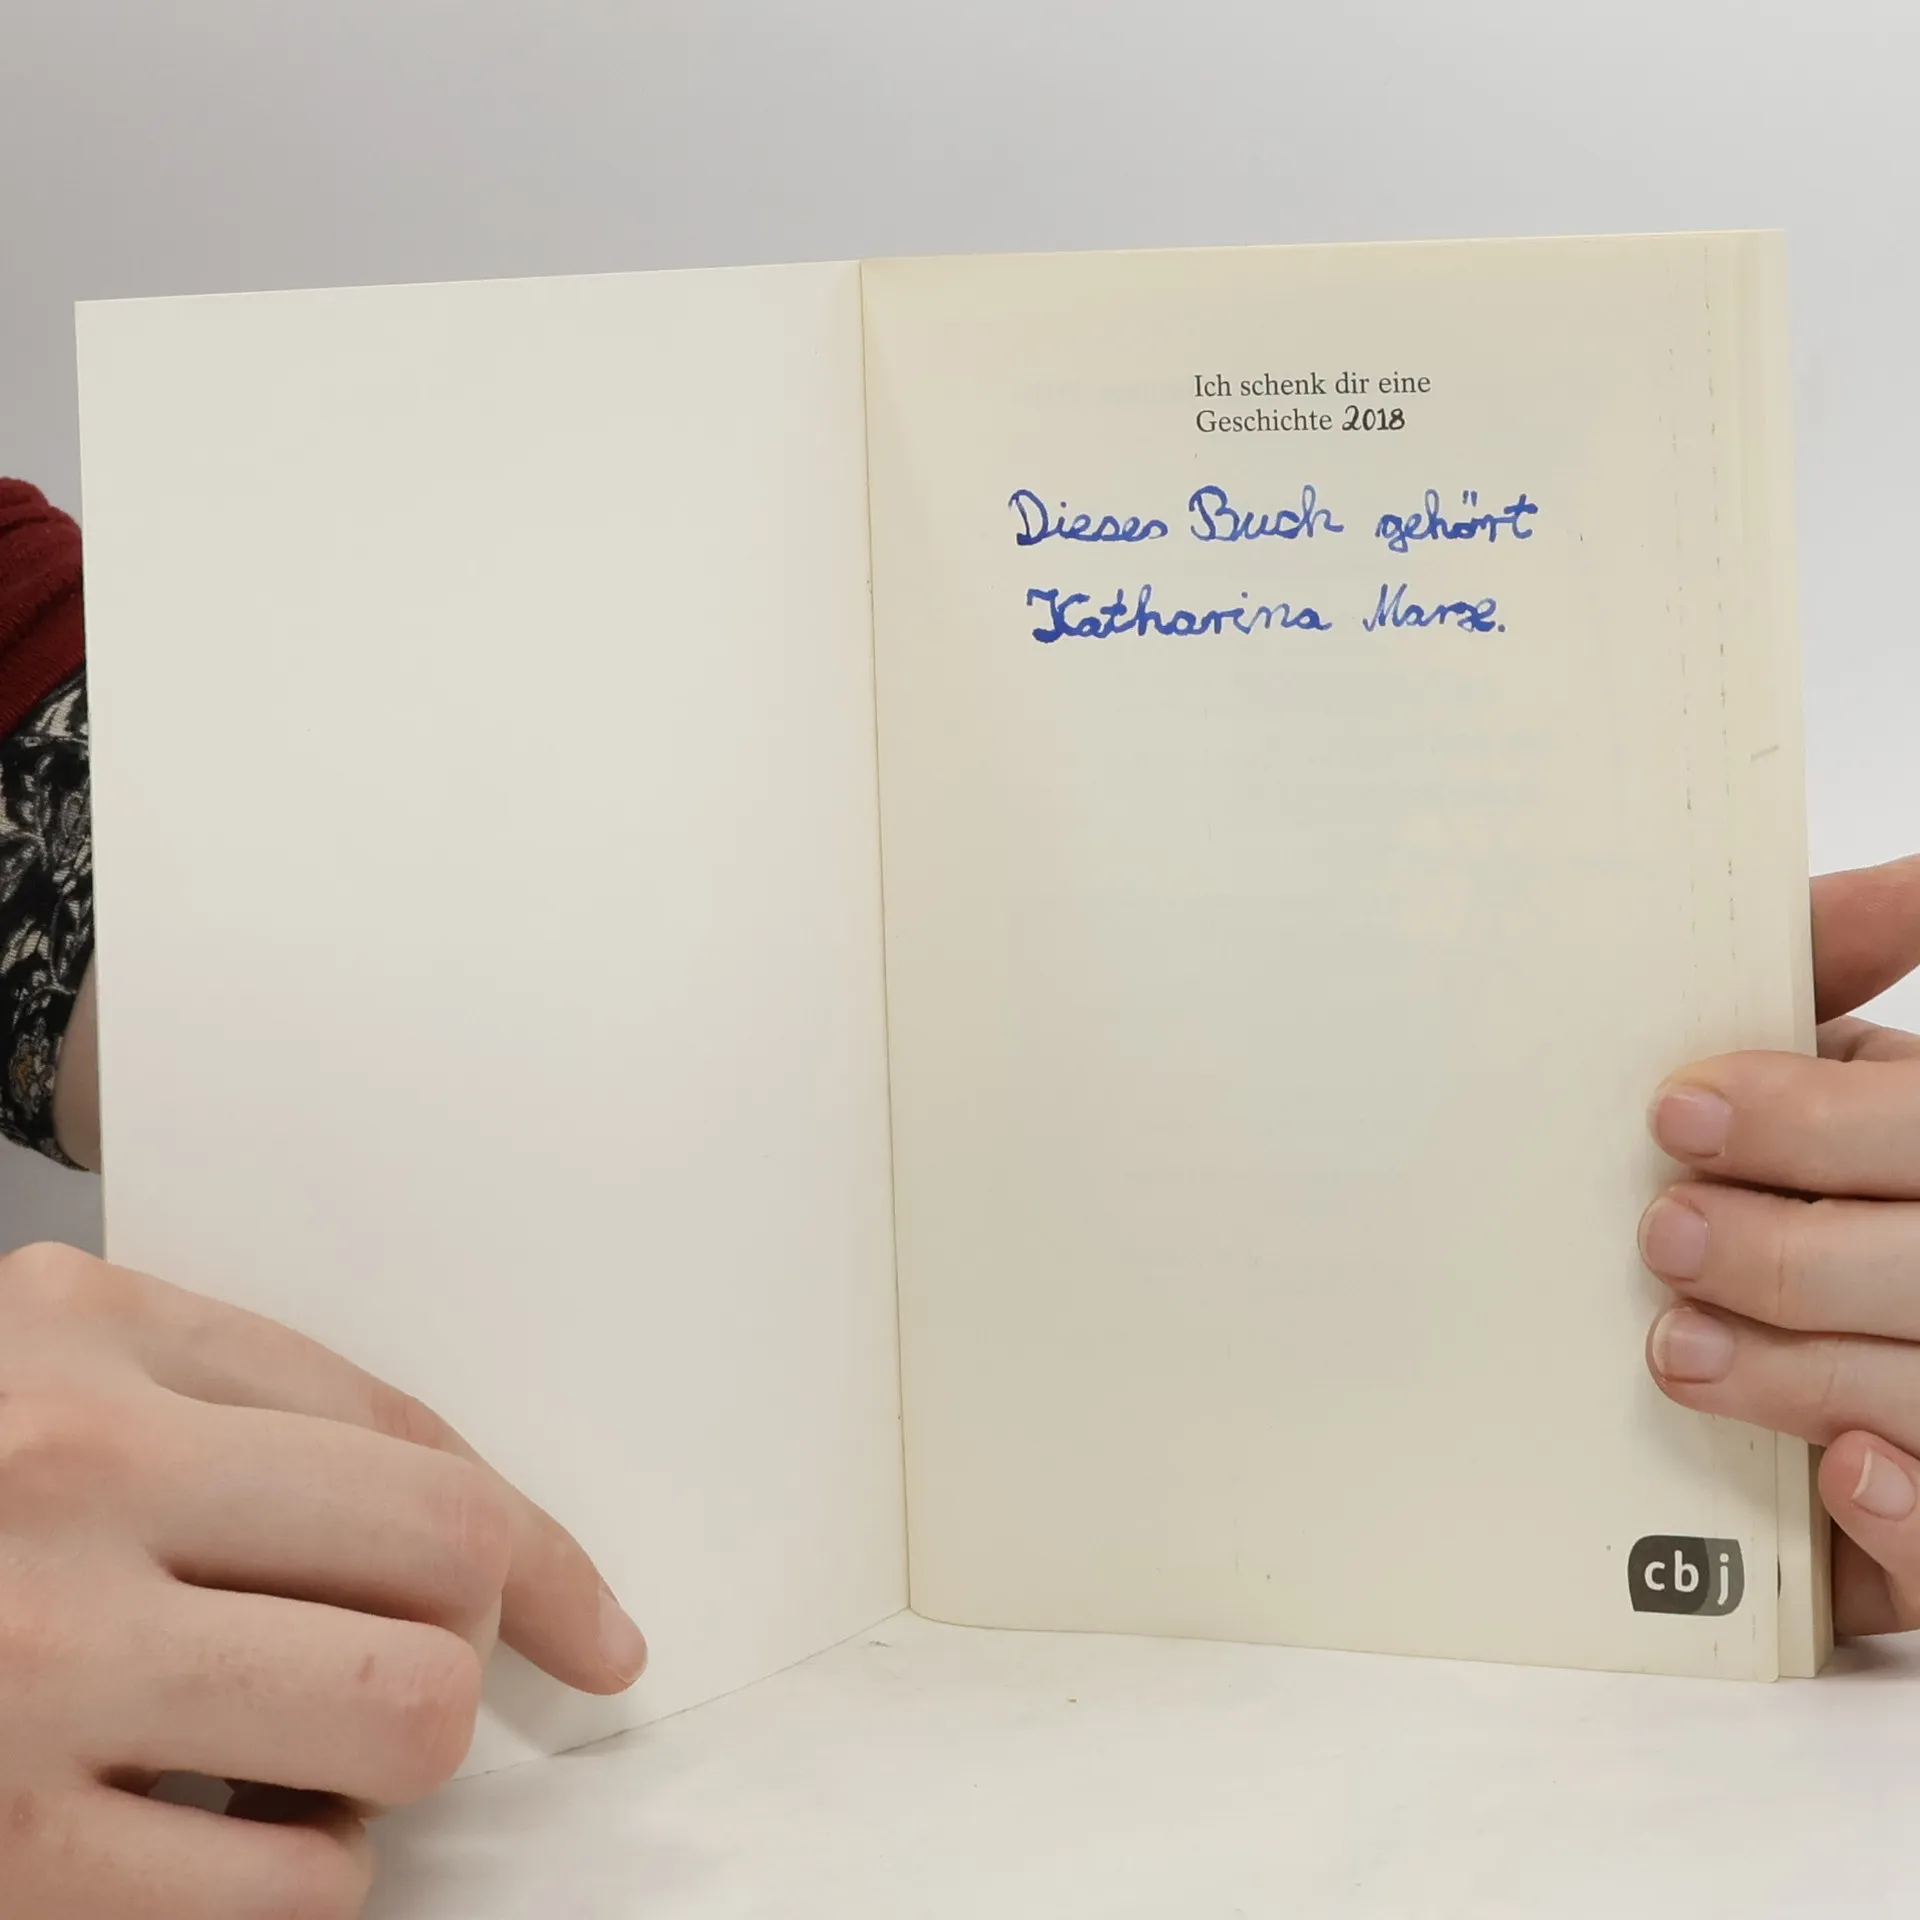 Ich schenk dir eine
Geschichte 2018
Dieses Buch gehört
Katharina
cbj